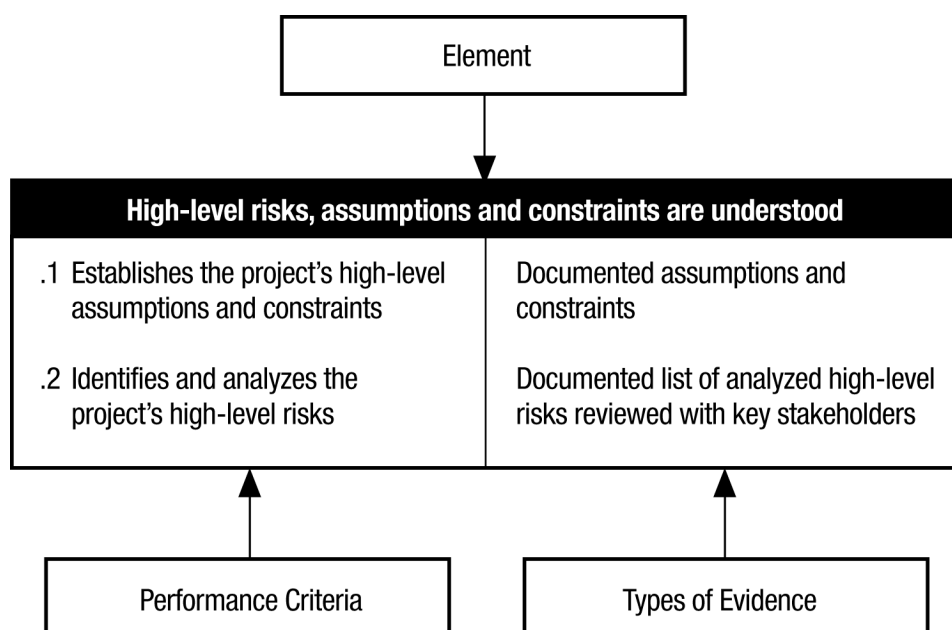 Element
High-level risks, assumptions and constraints are understood
.1 Establishes the project's high-level
assumptions and constraints
Documented assumptions and
constraints
.2 Identifies and analyzes the
project's high-level risks
Documented list of analyzed high-level
risks reviewed with key stakeholders
Performance Criteria
Types of Evidence